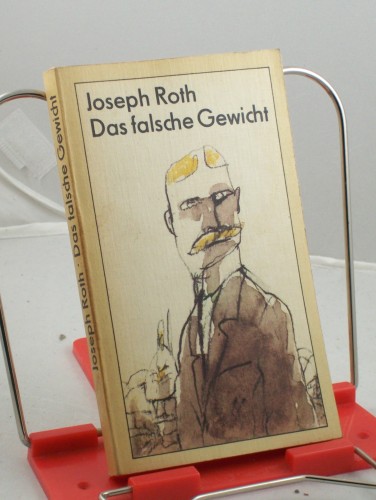 Joseph Roth
Das falsche Gewicht
Joseph Roth · Das falsche Gewicht